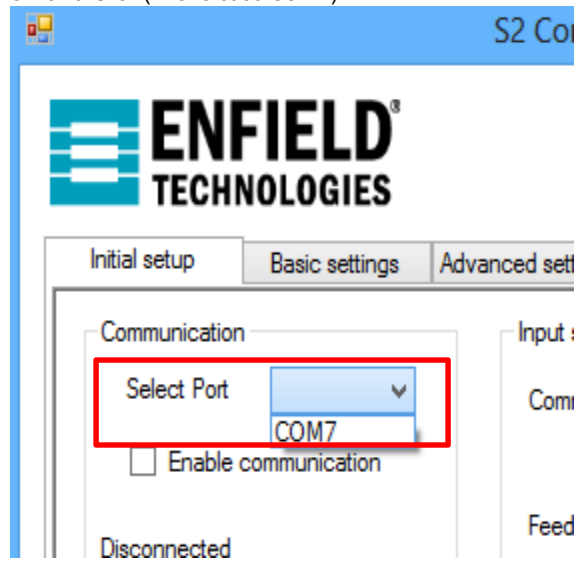 S2 Co
ENFIELD®
TECHNOLOGIES
Initial setup Basic settings Advanced sett
Communication Input s
Select Port Com
COM7
Enable communication
Feed
Disconnected